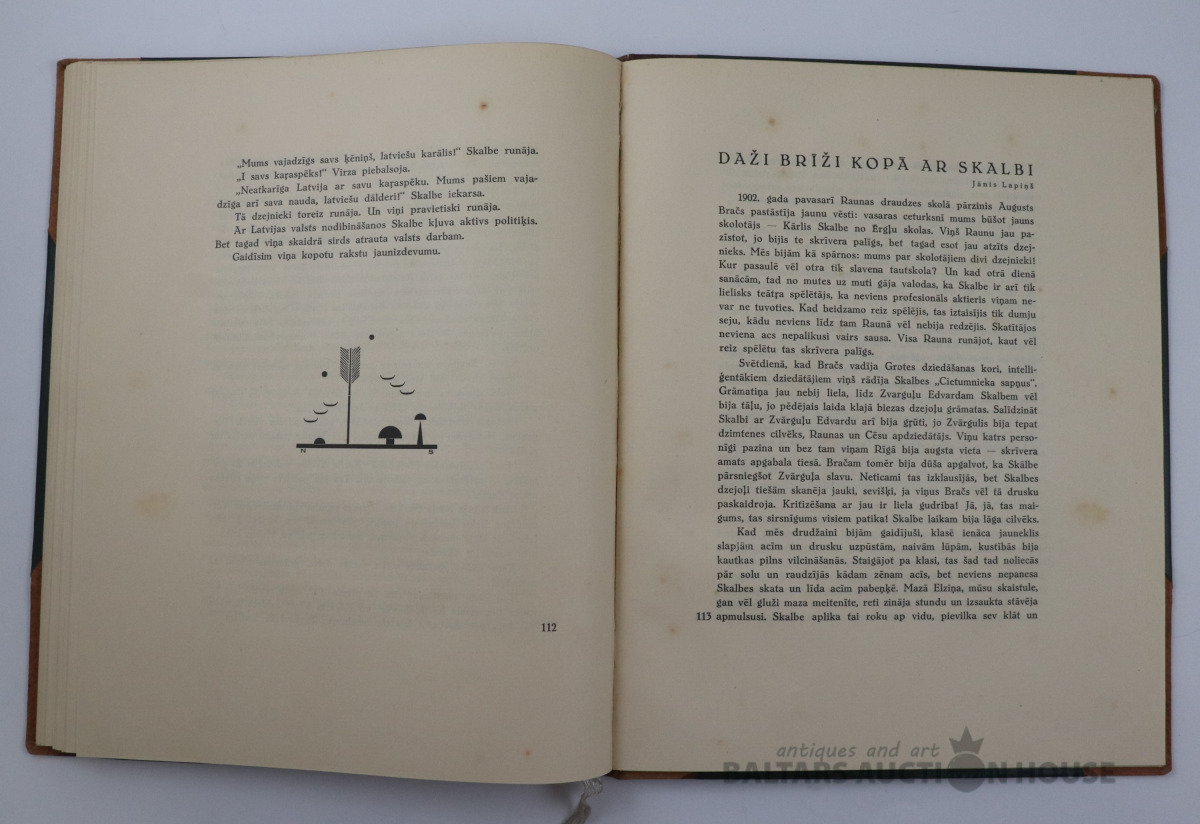 „Mums vajadzīgs savs ķēniņš, latviešu karālis!” Skalbe runāja.
„I savs kaŗaspēks!” Virza piebalsoja.
„Neatkarīga Latvija ar savu kaŗaspēku. Mums pašiem vaja-
dzīga arī sava nauda, latviešu dālderi!” Skalbe iekarsa.
Tā dzejnieki toreiz runāja. Un viņi pravietiski runāja.
Ar Latvijas valsts nodibināšanos Skalbe kļuva aktīvs politiķis.
Bet tagad viņa skaidrā sirds atrauta valsts darbam.
Gaidīsim viņa kopotu rakstu jaunizdevumu.
N S
112
DAŽI BRĪŽI KOPĀ AR SKALBI
Jānis Lapiņš
1902. gada pavasarī Raunas draudzes skolā pārzinis Augusts
Bračs pastāstīja jaunu vēsti: vasaras ceturksnī mums būšot jauns
skolotājs — Kārlis Skalbe no Ērgļu skolas. Viņš Raunu jau pa-
zīstot, jo bijis te skrīvera palīgs, bet tagad esot jau atzīts dzej-
nieks. Mēs bijām kā spārnos: mums par skolotājiem divi dzejnieki!
Kur pasaulē vēl otra tik slavena tautskola? Un kad otrā dienā
sanācām, tad no mutes uz muti gāja valodas, ka Skalbe ir arī tik
lielisks teātŗa spēlētājs, ka neviens profesionāls aktieris viņam ne-
var ne tuvoties. Kad beidzamo reiz spēlējis, tas iztaisījis tik dumju
seju, kādu neviens līdz tam Raunā vēl nebija redzējis. Skatītājos
neviena acs nepalikusi vairs sausa. Visa Rauna runājot, kaut vēl
reiz spēlētu tas skrīvera palīgs.
Svētdienā, kad Bračs vadīja Grotes dziedāšanas kori, intelli-
ģentākiem dziedātājiem viņš rādīja Skalbes „Cietumnieka sapņus”.
Grāmatiņa jau nebij liela, līdz Zvarguļu Edvardam Skalbem vēl
bija tāļu, jo pēdējais laida klajā biezas dzejoļu grāmatas. Salīdzināt
Skalbi ar Zvārguļu Edvardu arī bija gŗūti, jo Zvārgulis bija tepat
dzimtenes cilvēks, Raunas un Cēsu apdziedātājs. Viņu katrs perso-
nīgi pazina un bez tam viņam Rīgā bija augsta vieta — skrīvera
amats apgabala tiesā. Bračam tomēr bija dūša apgalvot, ka Skalbe
pārsniegšot Zvārguļa slavu. Neticami tas izklausījās, bet Skalbes
dzejoļi tiešām skanēja jauki, sevišķi, ja viņus Bračs vēl tā drusku
paskaidroja. Kritizēšana ar jau ir liela gudrība! Jā, jā, tas mai-
gums, tas sirsnīgums visiem patika! Skalbe laikam bija lāga cilvēks.
Kad mēs drudžaini bijām gaidījuši, klasē ienāca jauneklis
slapjām acīm un drusku uzpūstām, naivām lūpām, kustībās bija
kautkas pilns vilcināšanās. Staigājot pa klasi, tas šad tad noliecās
pār solu un raudzījās kādam zēnam acīs, bet neviens nepanesa
Skalbes skata un līda acīm pabeņķē. Mazā Elziņa, mūsu skaistule,
gan vēl gluži maza meitenīte, reti zināja stundu un izsaukta stāvēja
113 apmulsusi. Skalbe aplika tai roku ap vidu, pievilka sev klāt un
antiques and art
BALTARS AUCTION HOUSE